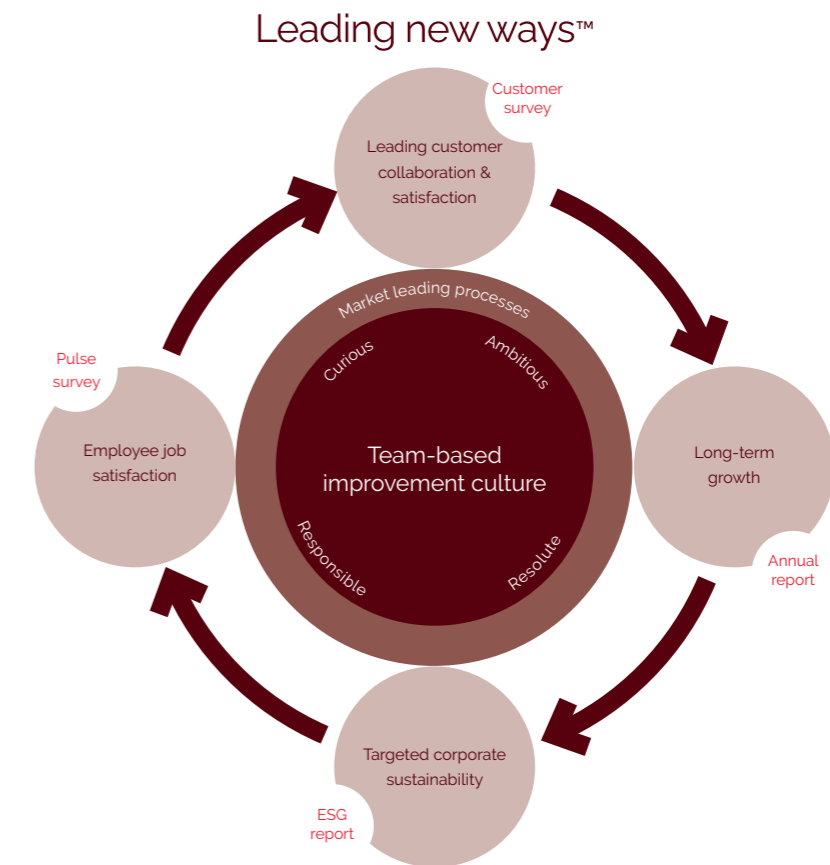 Leading new ways™
Customer
survey
Leading customer
collaboration &
satisfaction
Market leading processes
Curious
Ambitious
Pulse
survey
Employee job
satisfaction
Team-based
improvement culture
Long-term
growth
Responsible
Resolute
Annual
report
Targeted corporate
sustainability
ESG
report